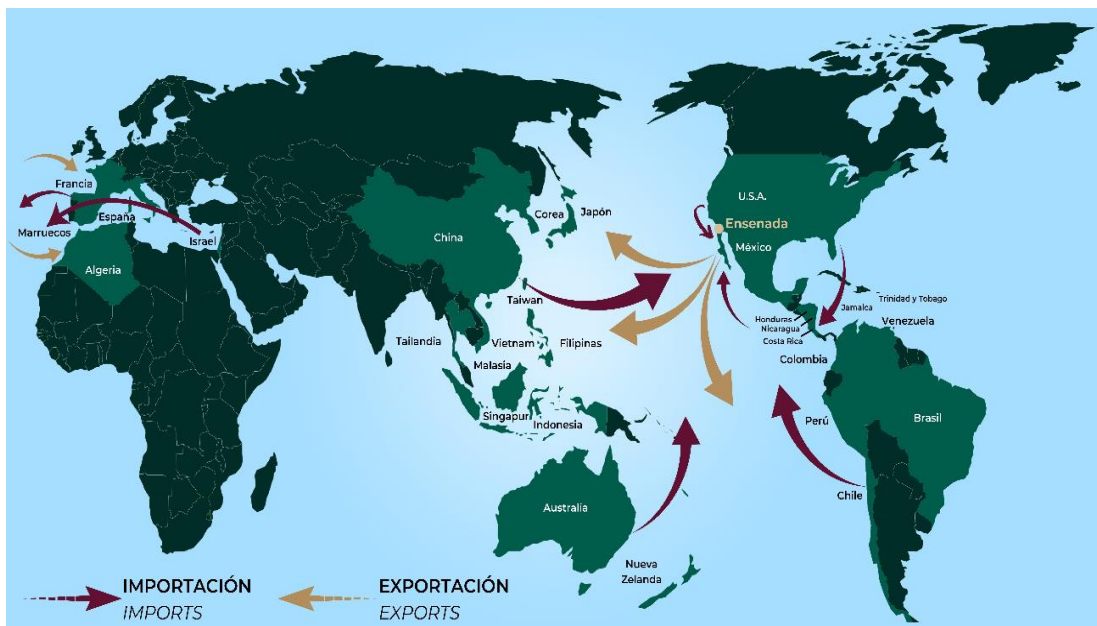 Francia
España
Marruecos
Israel
Algeria
China
Corea
Japón
Taiwan
Tailandia
Vietnam
Filipinas
Malasia
Singapur
Indonesia
Australia
Nueva
Zelanda
U.S.A.
Ensenada
México
Jamaica
Trinidad y Tobago
Honduras
Nicaragua
Costa Rica
Venezuela
Colombia
Perú
Brasil
Chile
IMPORTACIÓN
IMPORTS
EXPORTACIÓN
EXPORTS